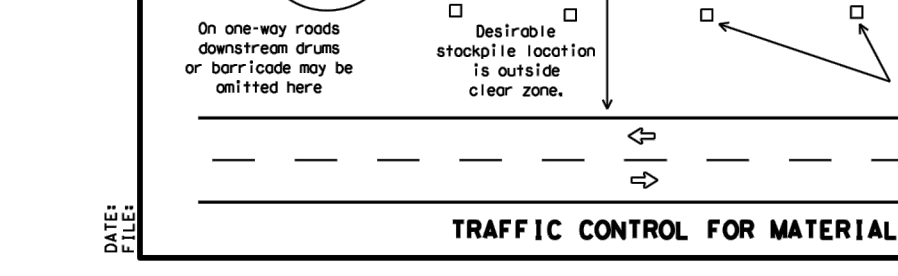 On one-way roads
downstream drums
or barricade may be
omitted here
Desirable
stockpile location
is outside
clear zone.
TRAFFIC CONTROL FOR MATERIAL
DATE:
FILE: